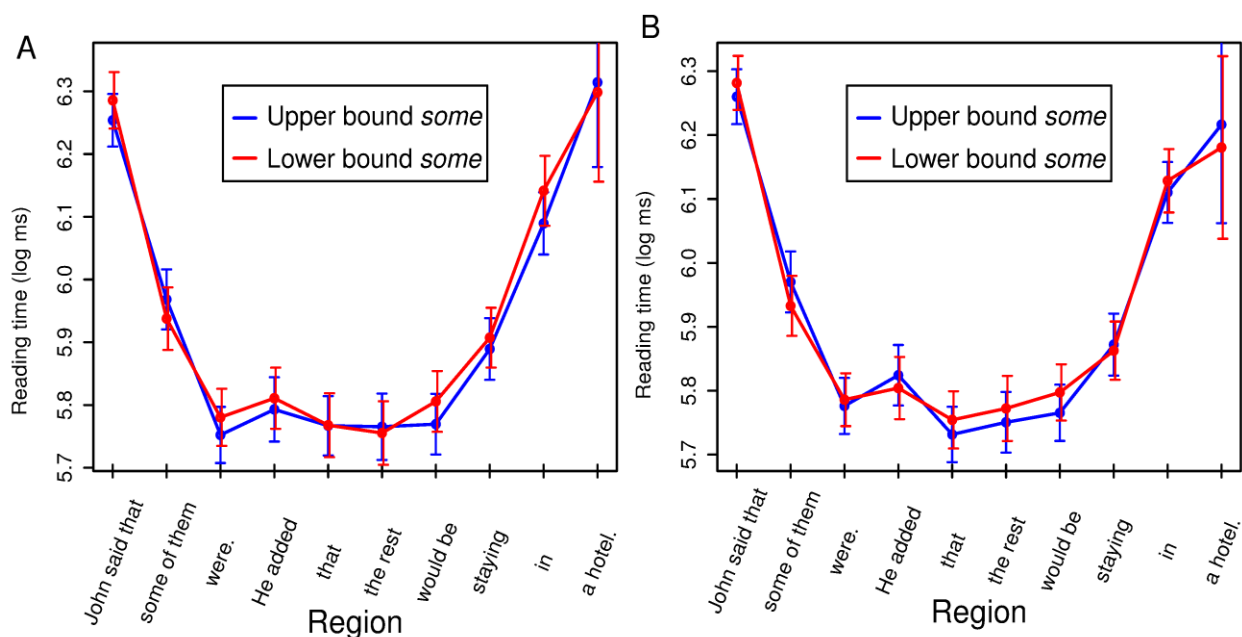 A
Reading time (log ms)
5.7 5.8 5.9 6.0 6.1 6.2 6.3
Upper bound some
Lower bound some
John said that
some of them
were.
He added
that
the rest
would be
staying
in
a hotel.
Region
B
Reading time (log ms)
5.7 5.8 5.9 6.0 6.1 6.2 6.3
Upper bound some
Lower bound some
John said that
some of them
were.
He added
that
the rest
would be
staying
in
a hotel.
Region